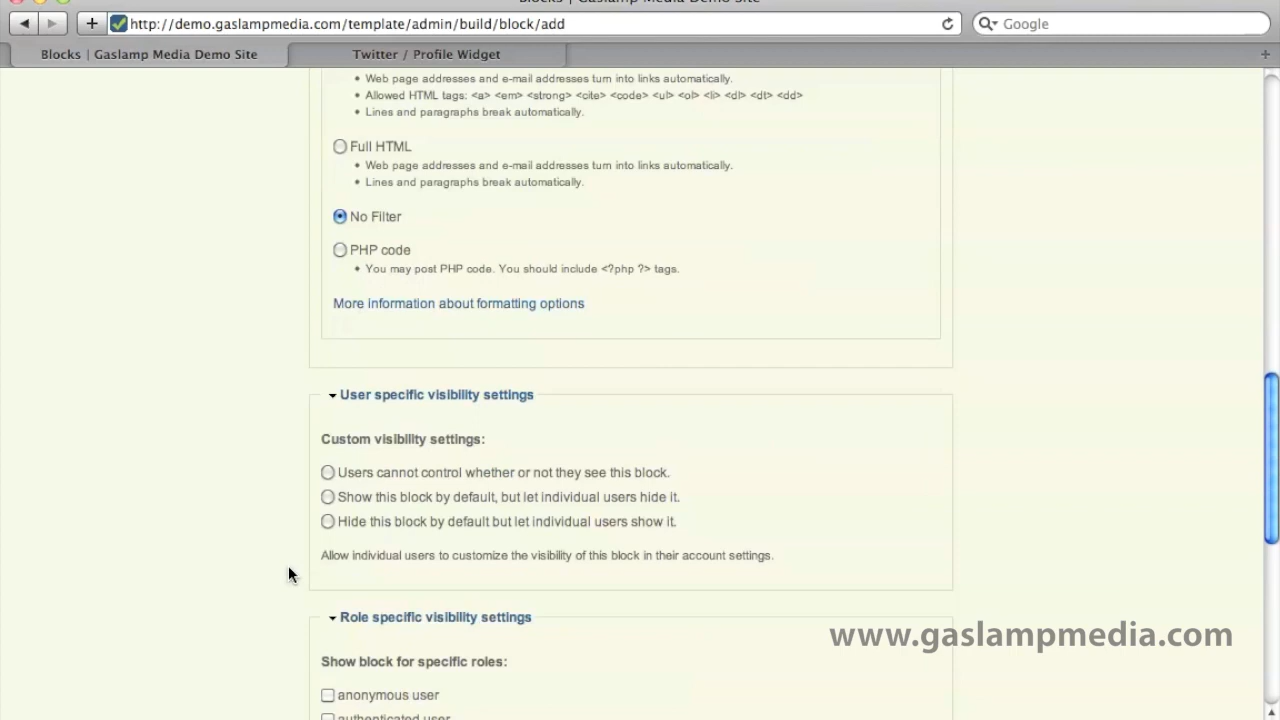 Blocks | Gaslamp Media Demo Site
http://demo.gaslampmedia.com/template/admin/build/block/add
Google
Blocks | Gaslamp Media Demo Site
Twitter / Profile Widget
• Web page addresses and e-mail addresses turn into links automatically.
• Allowed HTML tags: <a> <em> <strong> <cite> <code> <ul> <ol> <li> <dl> <dt> <dd>
• Lines and paragraphs break automatically.
Full HTML
• Web page addresses and e-mail addresses turn into links automatically.
• Lines and paragraphs break automatically.
No Filter
PHP code
• You may post PHP code. You should include <?php ?> tags.
More information about formatting options
User specific visibility settings
Custom visibility settings:
Users cannot control whether or not they see this block.
Show this block by default, but let individual users hide it.
Hide this block by default but let individual users show it.
Allow individual users to customize the visibility of this block in their account settings.
Role specific visibility settings
www.gaslampmedia.com
Show block for specific roles:
anonymous user
authenticated user